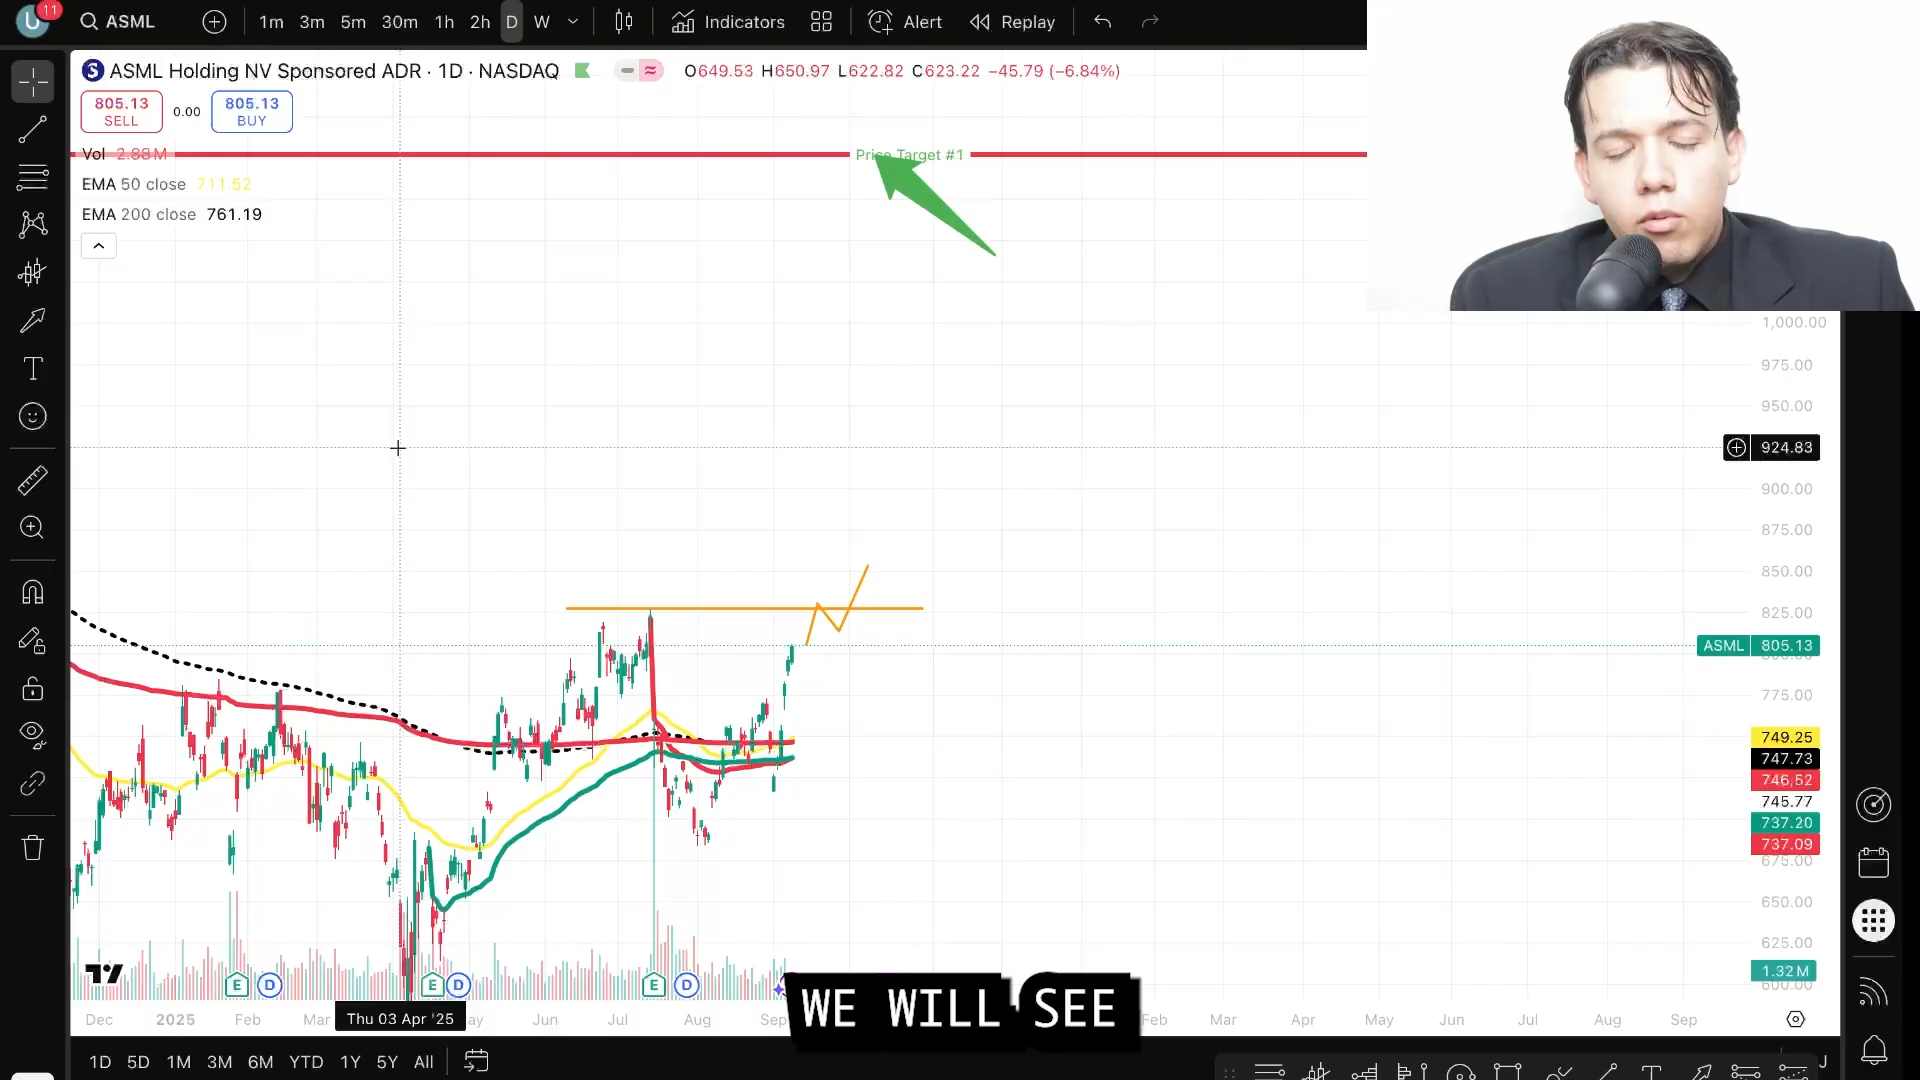 U 11 ASML 1m 3m 5m 30m 1h 2h D W Indicators Alert Replay
ASML Holding NV Sponsored ADR · 1D · NASDAQ O649.53 H650.97 L622.82 C623.22 −45.79 (−6.84%)
805.13 SELL 0.00 805.13 BUY
Vol 2.88M
Price Target #1
EMA 50 close 711.52
EMA 200 close 761.19
1,000.00
975.00
950.00
924.83
900.00
875.00
850.00
825.00
ASML 805.13
775.00
749.25
747.73
746.52
745.77
737.20
737.09
675.00
650.00
625.00
1.32M
600.00
E D E D E D
WE WILL SEE
Dec 2025 Feb Mar Thu 03 Apr '25 Jun Jul Aug Feb Mar Apr May Jun Jul Aug Sep
1D 5D 1M 3M 6M YTD 1Y 5Y All